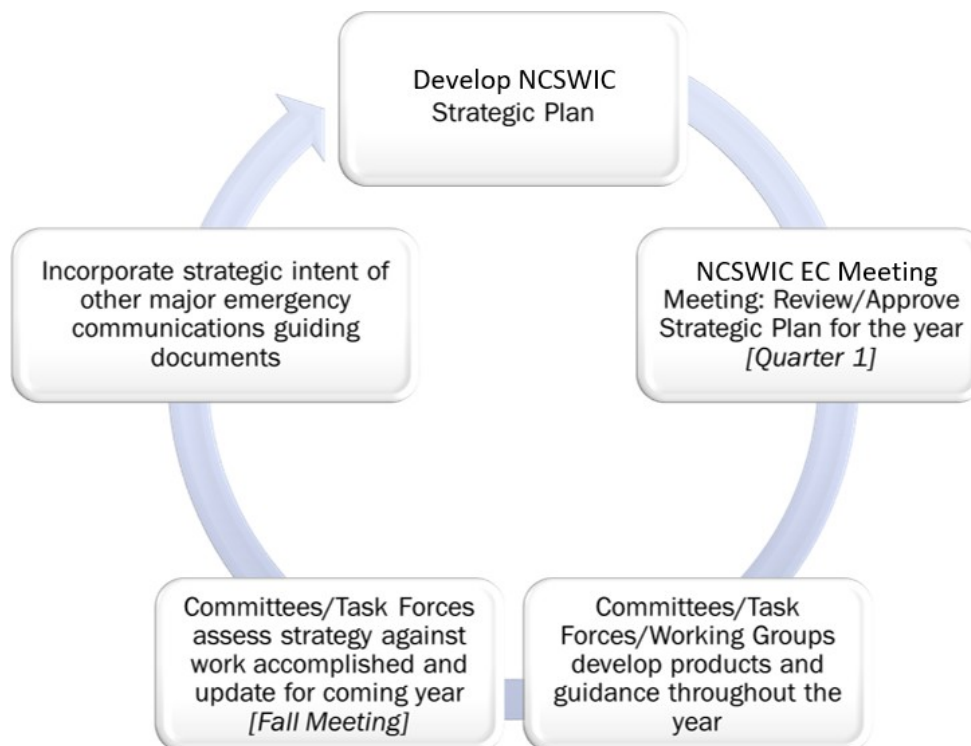 Develop NCSWIC
Strategic Plan
NCSWIC EC Meeting
Meeting: Review/Approve
Strategic Plan for the year
[Quarter 1]
Committees/Task
Forces/Working Groups
develop products and
guidance throughout the
year
Committees/Task Forces
assess strategy against
work accomplished and
update for coming year
[Fall Meeting]
Incorporate strategic intent of
other major emergency
communications guiding
documents